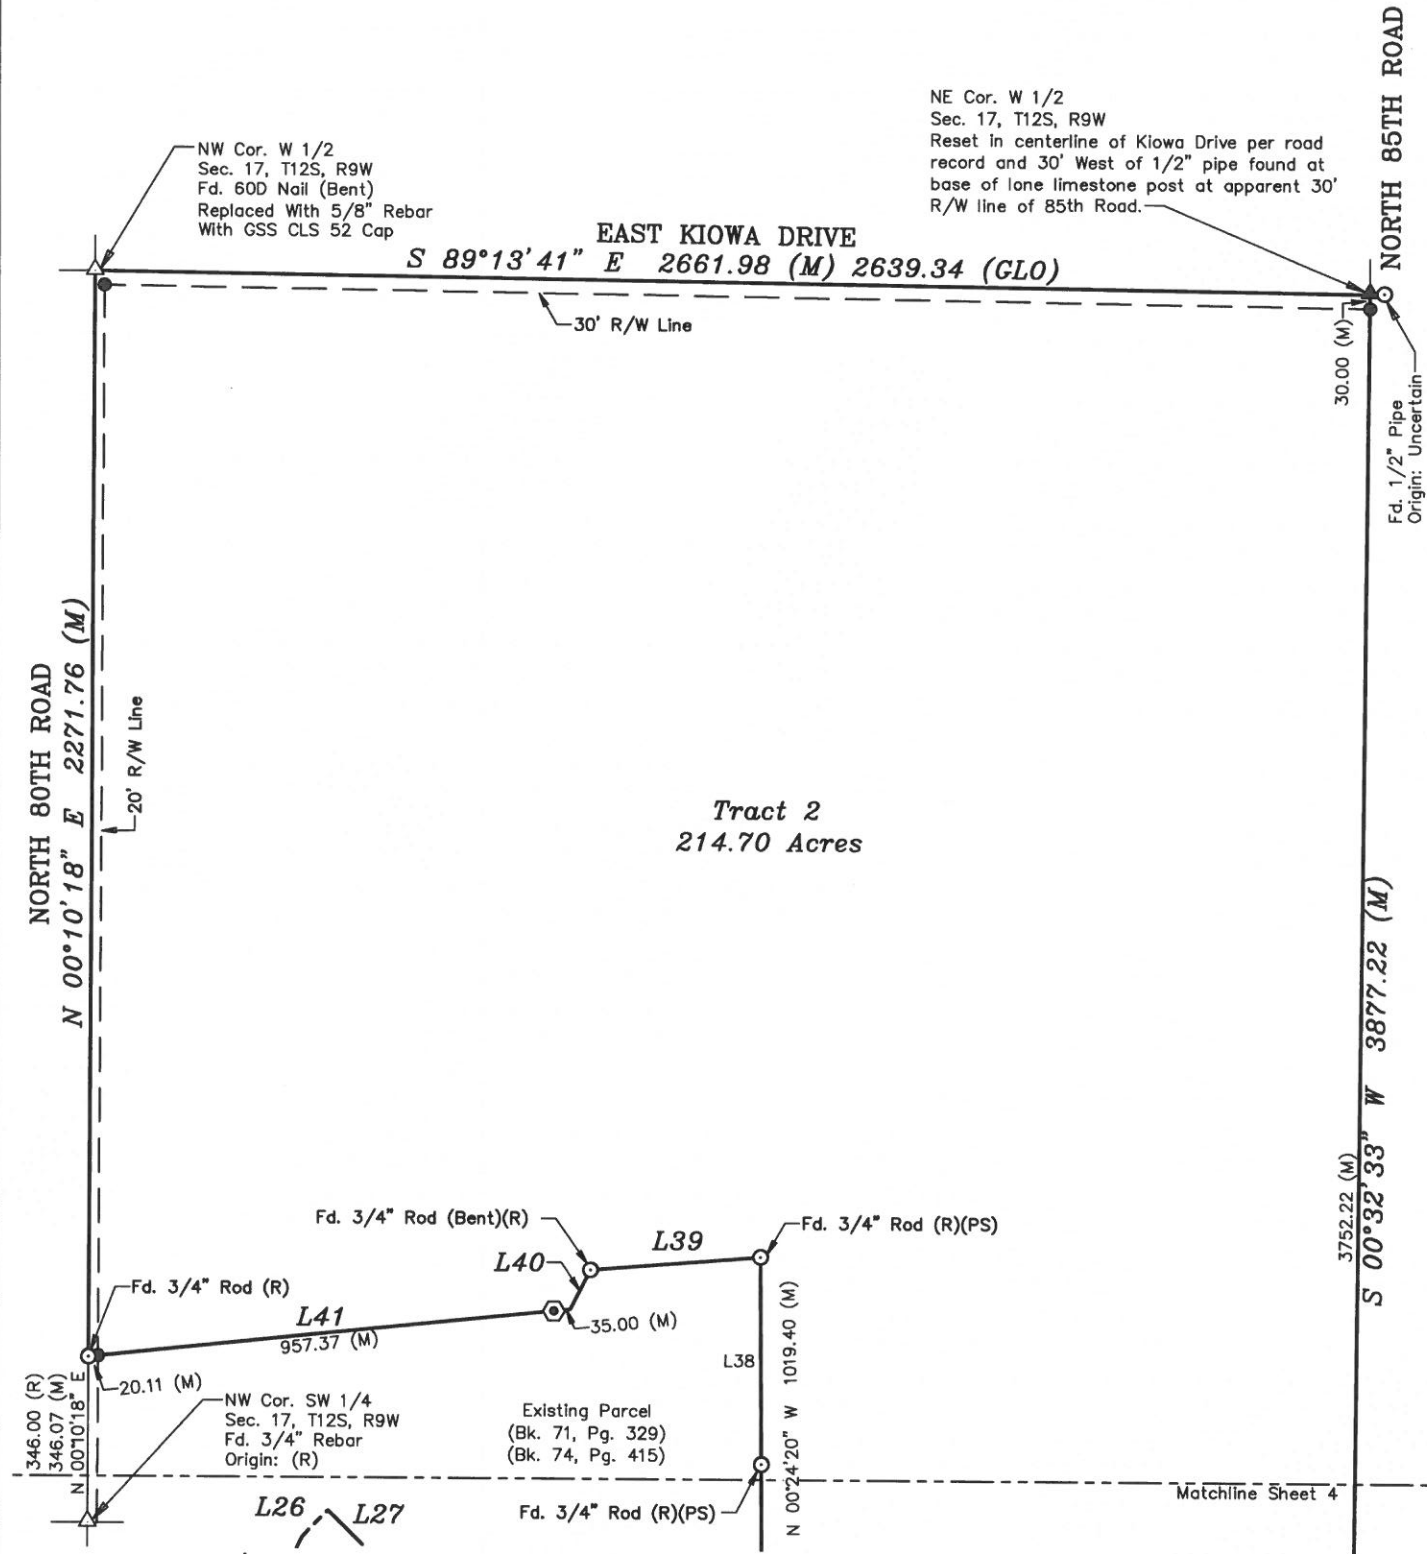 NORTH 85TH ROAD
NE Cor. W 1/2
Sec. 17, T12S, R9W
Reset in centerline of Kiowa Drive per road
record and 30' West of 1/2" pipe found at
base of lone limestone post at apparent 30'
R/W line of 85th Road.
NW Cor. W 1/2
Sec. 17, T12S, R9W
Fd. 60D Nail (Bent)
Replaced With 5/8" Rebar
With GSS CLS 52 Cap
EAST KIOWA DRIVE
S 89°13'41" E 2661.98 (M) 2639.34 (GLO)
30' R/W Line
30.00 (M)
Fd. 1/2" Pipe
Origin: Uncertain
NORTH 80TH ROAD
N 00°10'18" E 2271.76 (M)
20' R/W Line
Tract 2
214.70 Acres
S 00°32'33" W 3877.22 (M)
3752.22 (M)
Fd. 3/4" Rod (Bent)(R)
L39
Fd. 3/4" Rod (R)(PS)
L40
Fd. 3/4" Rod (R)
L41
957.37 (M)
35.00 (M)
L38
N 00°24'20" W 1019.40 (M)
20.11 (M)
346.00 (R)
346.07 (M)
N 00°10'18" E
NW Cor. SW 1/4
Sec. 17, T12S, R9W
Fd. 3/4" Rebar
Origin: (R)
Existing Parcel
(Bk. 71, Pg. 329)
(Bk. 74, Pg. 415)
Matchline Sheet 4
L26
L27
Fd. 3/4" Rod (R)(PS)